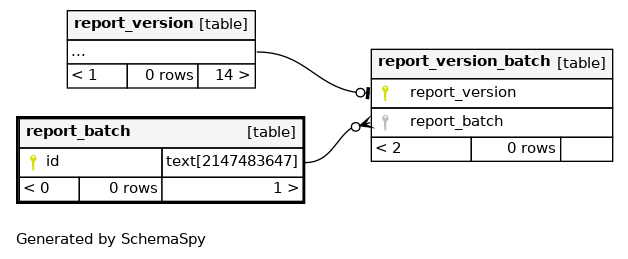 report_version [table]
...
< 1 0 rows 14 >
report_version_batch [table]
report_version
report_batch
< 2 0 rows
report_batch [table]
id text[2147483647]
< 0 0 rows 1 >
Generated by SchemaSpy